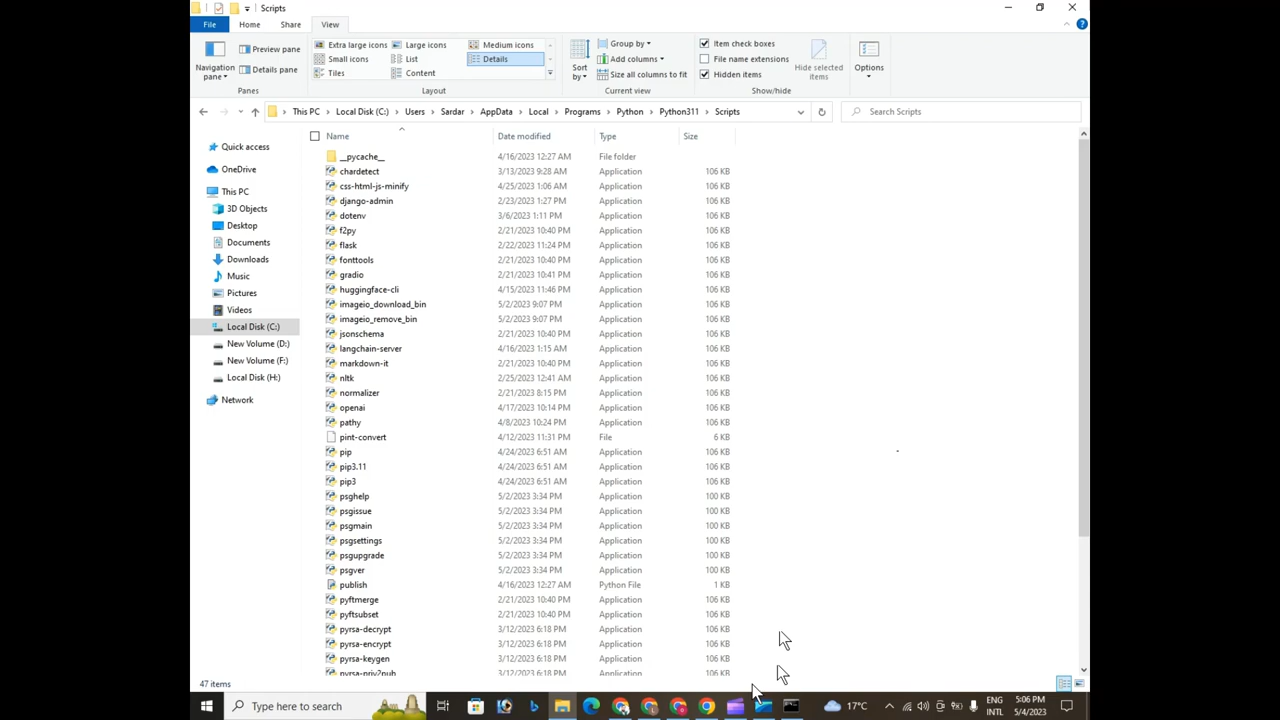 Scripts
File Home Share View
Preview pane
Details pane
Navigation pane
Panes
Extra large icons Large icons Medium icons
Small icons List Details
Tiles Content
Layout
Sort by
Group by
Add columns
Size all columns to fit
Current view
Item check boxes
File name extensions
Hidden items
Hide selected items
Show/hide
Options
This PC Local Disk (C:) Users Sardar AppData Local Programs Python Python311 Scripts
Search Scripts
Quick access
OneDrive
This PC
3D Objects
Desktop
Documents
Downloads
Music
Pictures
Videos
Local Disk (C:)
New Volume (D:)
New Volume (F:)
Local Disk (H:)
Network
Name Date modified Type Size
__pycache__ 4/16/2023 12:27 AM File folder
chardetect 3/13/2023 9:28 AM Application 106 KB
css-html-js-minify 4/25/2023 1:06 AM Application 106 KB
django-admin 2/23/2023 1:27 PM Application 106 KB
dotenv 3/6/2023 1:11 PM Application 106 KB
f2py 2/21/2023 10:40 PM Application 106 KB
flask 2/22/2023 11:24 PM Application 106 KB
fonttools 2/21/2023 10:40 PM Application 106 KB
gradio 2/21/2023 10:41 PM Application 106 KB
huggingface-cli 4/15/2023 11:46 PM Application 106 KB
imageio_download_bin 5/2/2023 9:07 PM Application 106 KB
imageio_remove_bin 5/2/2023 9:07 PM Application 106 KB
jsonschema 2/21/2023 10:40 PM Application 106 KB
langchain-server 4/16/2023 1:15 AM Application 106 KB
markdown-it 2/21/2023 10:40 PM Application 106 KB
nltk 2/25/2023 12:41 AM Application 106 KB
normalizer 2/21/2023 8:15 PM Application 106 KB
openai 4/17/2023 10:14 PM Application 106 KB
pathy 4/8/2023 10:24 PM Application 106 KB
pint-convert 4/12/2023 11:31 PM File 6 KB
pip 4/24/2023 6:51 AM Application 106 KB
pip3.11 4/24/2023 6:51 AM Application 106 KB
pip3 4/24/2023 6:51 AM Application 106 KB
psghelp 5/2/2023 3:34 PM Application 100 KB
psgissue 5/2/2023 3:34 PM Application 100 KB
psgmain 5/2/2023 3:34 PM Application 100 KB
psgsettings 5/2/2023 3:34 PM Application 100 KB
psgupgrade 5/2/2023 3:34 PM Application 100 KB
psgver 5/2/2023 3:34 PM Application 100 KB
publish 4/16/2023 12:27 AM Python File 1 KB
pyftmerge 2/21/2023 10:40 PM Application 106 KB
pyftsubset 2/21/2023 10:40 PM Application 106 KB
pyrsa-decrypt 3/12/2023 6:18 PM Application 106 KB
pyrsa-encrypt 3/12/2023 6:18 PM Application 106 KB
pyrsa-keygen 3/12/2023 6:18 PM Application 106 KB
pyrsa-priv2pub 3/12/2023 6:18 PM Application 106 KB
47 items
Type here to search
17°C
ENG
INTL
5:06 PM
5/4/2023